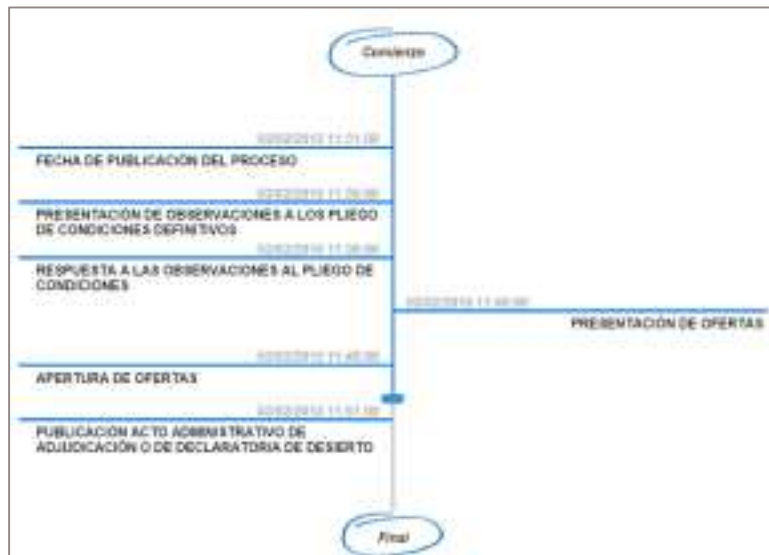 Comienzo
FECHA DE PUBLICACIÓN DEL PROCESO
PRESENTACIÓN DE OBSERVACIONES A LOS PLIEGO
DE CONDICIONES DEFINITIVOS
RESPUESTA A LAS OBSERVACIONES AL PLIEGO DE
CONDICIONES
PRESENTACIÓN DE OFERTAS
APERTURA DE OFERTAS
PUBLICACIÓN ACTO ADMINISTRATIVO DE
ADJUDICACIÓN O DE DECLARATORIA DE DESIERTO
Final